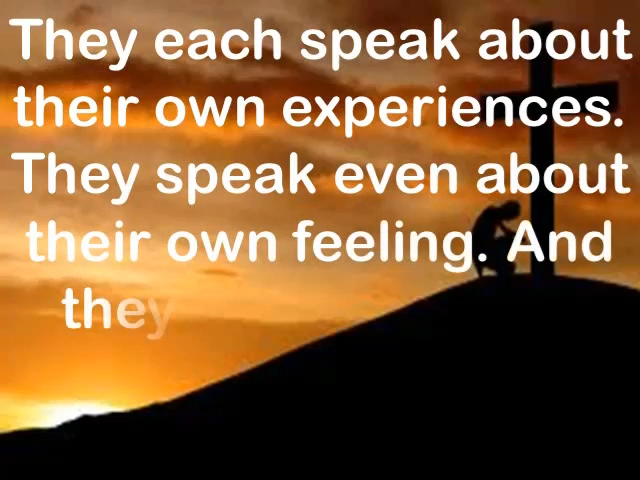 They each speak about
their own experiences.
They speak even about
their own feeling. And
they